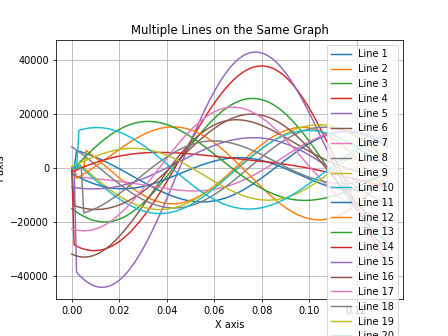 Multiple Lines on the Same Graph
40000
20000
0
−20000
−40000
0.00
0.02
0.04
0.06
0.08
0.10
X axis
Line 1
Line 2
Line 3
Line 4
Line 5
Line 6
Line 7
Line 8
Line 9
Line 10
Line 11
Line 12
Line 13
Line 14
Line 15
Line 16
Line 17
Line 18
Line 19
Line 20